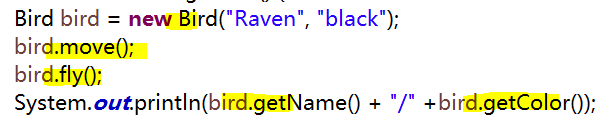 Bird bird = new Bird("Raven", "black");
bird.move();
bird.fly();
System.out.println(bird.getName() + "/" +bird.getColor());